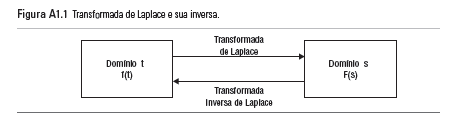 Figura A1.1 Transformada de Laplace e sua inversa.
Transformada
de Laplace
Domínio t
f(t)
Domínio s
F(s)
Transformada
Inversa de Laplace